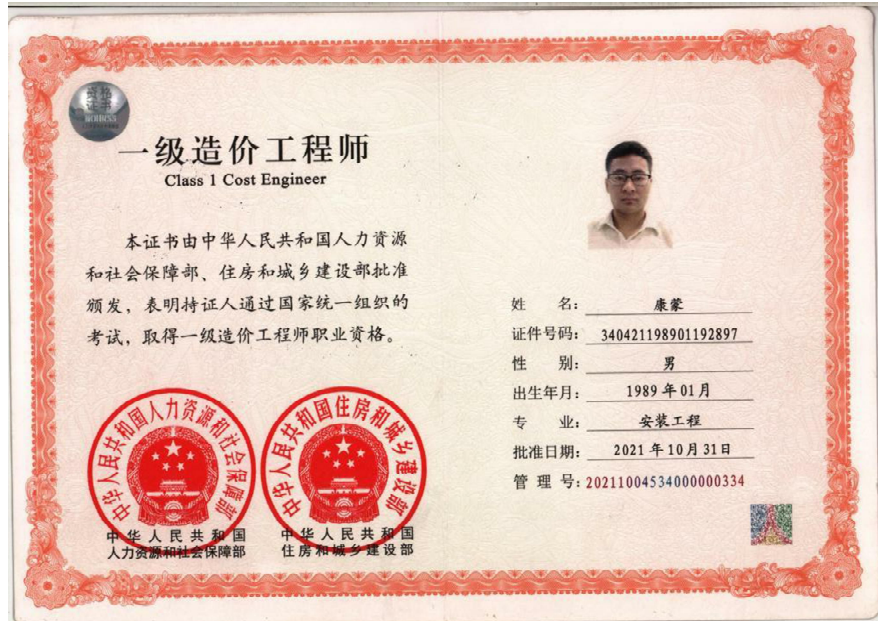 资格
证书
MOHRSS
一级造价工程师
Class 1 Cost Engineer
本证书由中华人民共和国人力资源
和社会保障部、住房和城乡建设部批准
颁发，表明持证人通过国家统一组织的
考试，取得一级造价工程师职业资格。
中华人民共和国人力资源和社会保障部
中华人民共和国住房和城乡建设部
中华人民共和国
人力资源和社会保障部
中华人民共和国
住房和城乡建设部
姓名：康蒙
证件号码：340421198901192897
性别：男
出生年月：1989年01月
专业：安装工程
批准日期：2021年10月31日
管理号：20211004534000000334